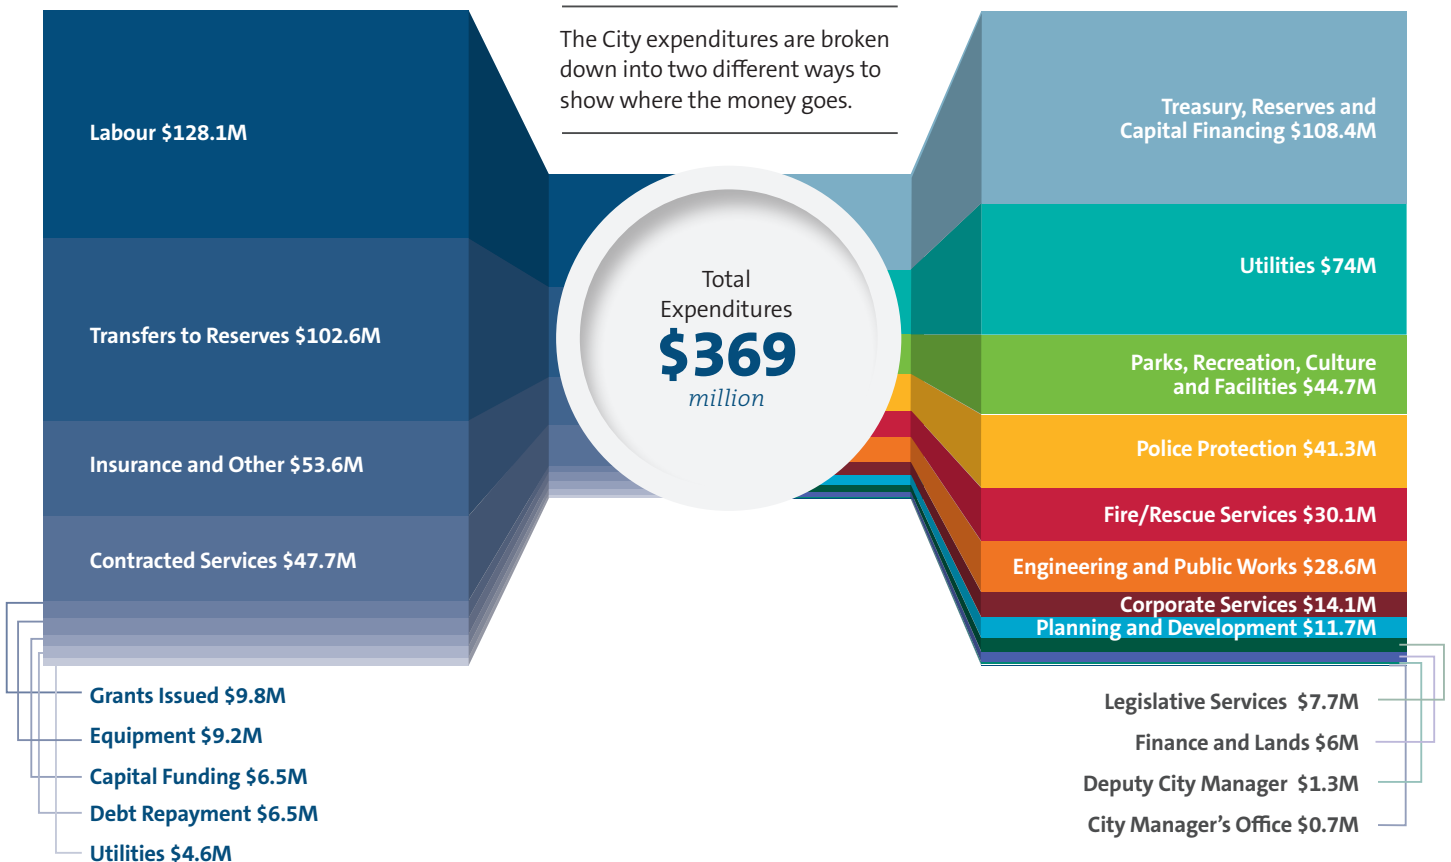 The City expenditures are broken
down into two different ways to
show where the money goes.
Labour $128.1M
Transfers to Reserves $102.6M
Insurance and Other $53.6M
Contracted Services $47.7M
Grants Issued $9.8M
Equipment $9.2M
Capital Funding $6.5M
Debt Repayment $6.5M
Utilities $4.6M
Total
Expenditures
$369
million
Treasury, Reserves and
Capital Financing $108.4M
Utilities $74M
Parks, Recreation, Culture
and Facilities $44.7M
Police Protection $41.3M
Fire/Rescue Services $30.1M
Engineering and Public Works $28.6M
Corporate Services $14.1M
Planning and Development $11.7M
Legislative Services $7.7M
Finance and Lands $6M
Deputy City Manager $1.3M
City Manager’s Office $0.7M